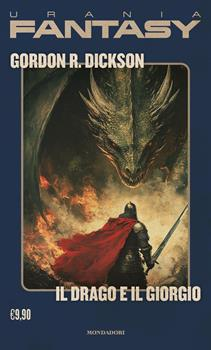 URANIA
FANTASY
GORDON R. DICKSON
IL DRAGO E IL GIORGIO
€9,90
MONDADORI